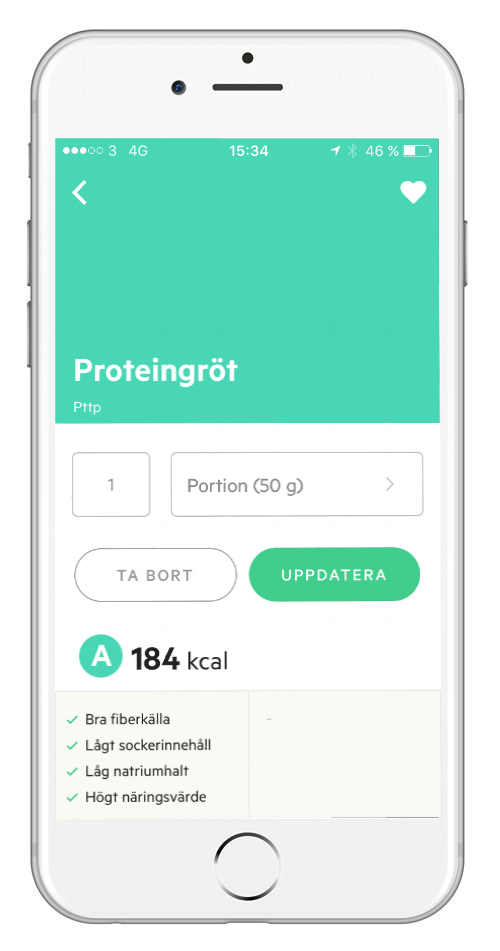 3 4G 15:34 46 %
Proteingröt
Pttp
1 Portion (50 g)
TA BORT UPPDATERA
A 184 kcal
Bra fiberkälla -
Lågt sockerinnehåll
Låg natriumhalt
Högt näringsvärde